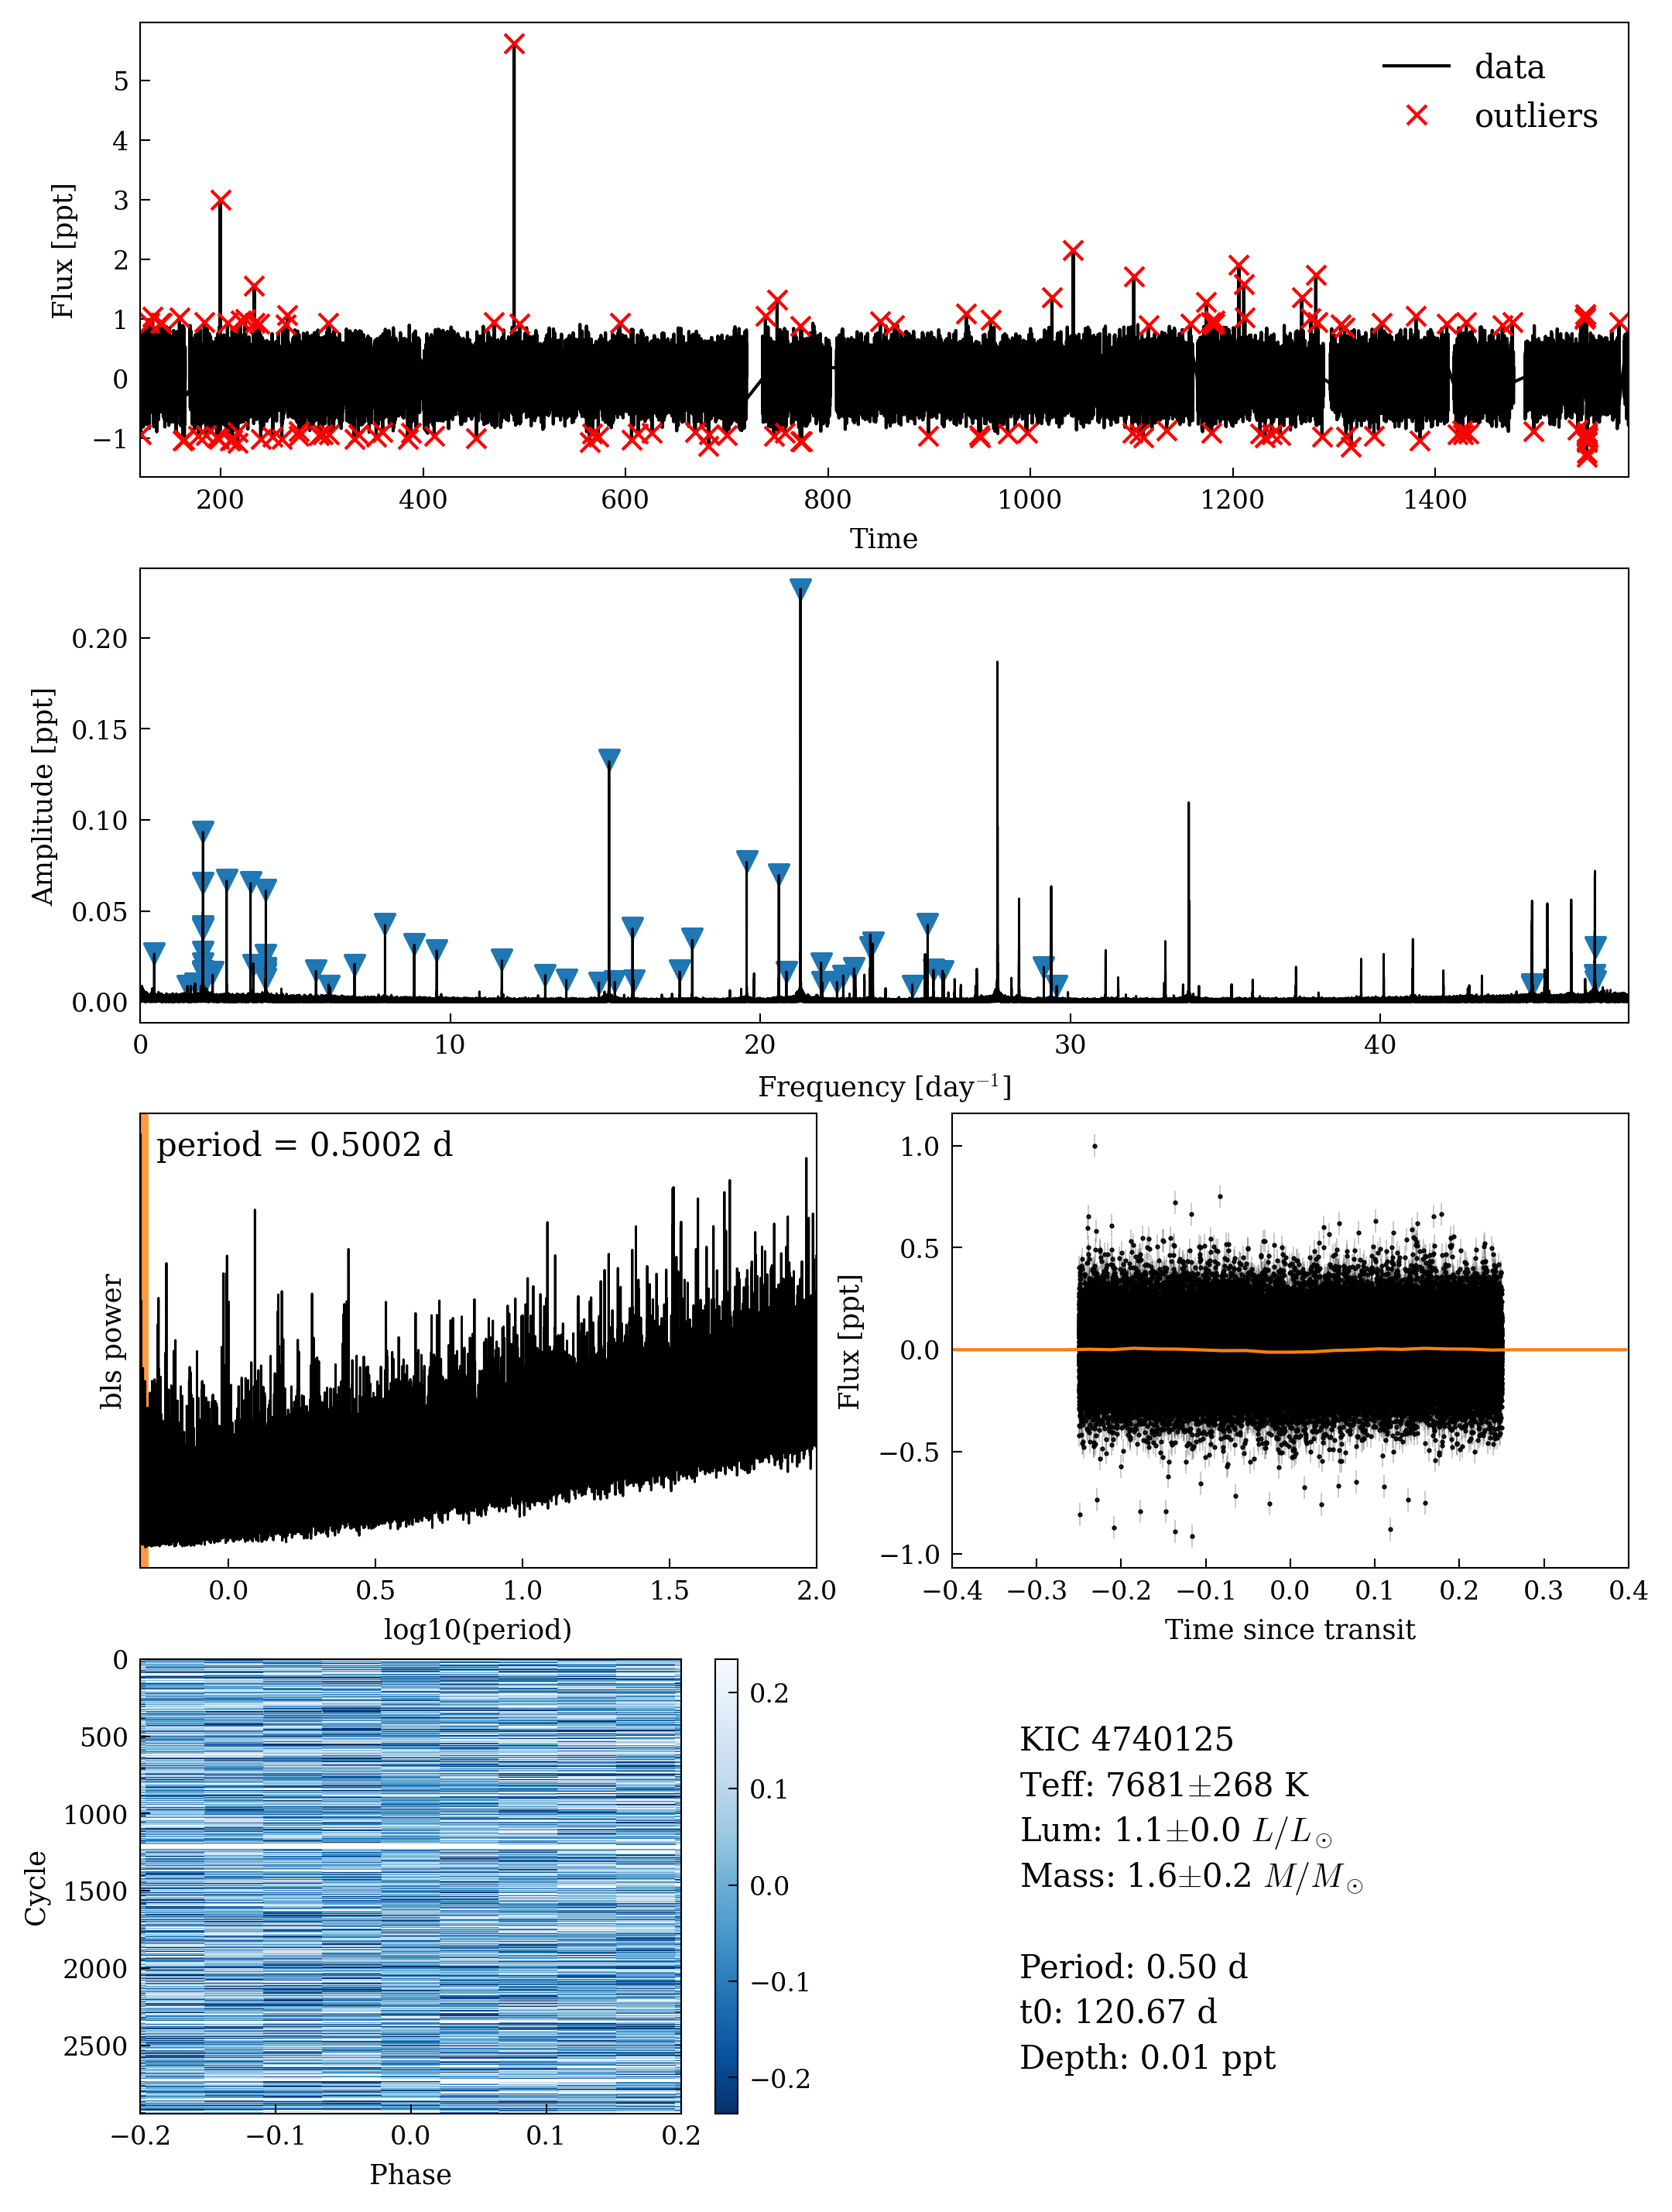 5
4
3
2
1
0
−1
Flux [ppt]
data
outliers
200 400 600 800 1000 1200 1400
Time
0.20
0.15
0.10
0.05
0.00
Amplitude [ppt]
0 10 20 30 40
Frequency [day⁻¹]
period = 0.5002 d
bls power
0.0 0.5 1.0 1.5 2.0
log10(period)
1.0
0.5
0.0
−0.5
−1.0
Flux [ppt]
−0.4 −0.3 −0.2 −0.1 0.0 0.1 0.2 0.3 0.4
Time since transit
0
500
1000
1500
2000
2500
Cycle
−0.2 −0.1 0.0 0.1 0.2
Phase
0.2
0.1
0.0
−0.1
−0.2
KIC 4740125
Teff: 7681±268 K
Lum: 1.1±0.0 L/L⊙
Mass: 1.6±0.2 M/M⊙
Period: 0.50 d
t0: 120.67 d
Depth: 0.01 ppt